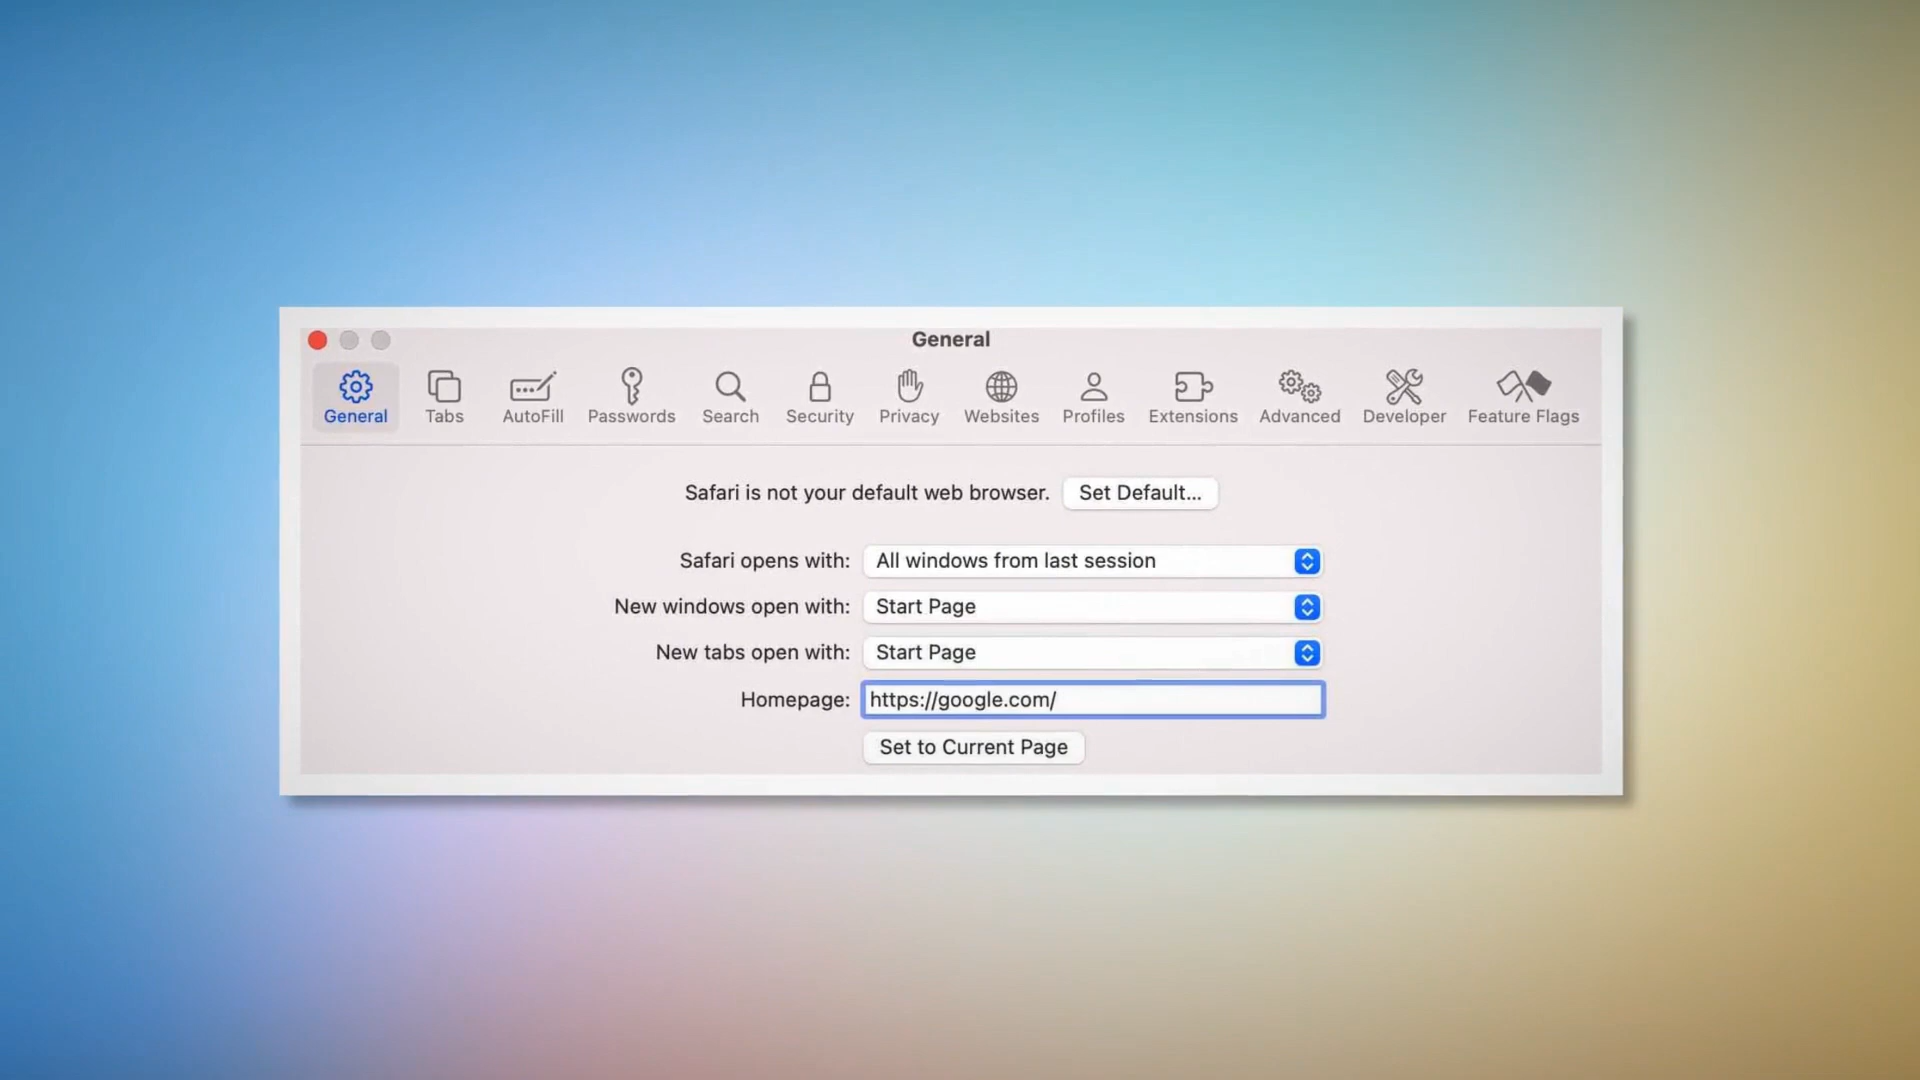 General
General Tabs AutoFill Passwords Search Security Privacy Websites Profiles Extensions Advanced Developer Feature Flags
Safari is not your default web browser. Set Default...
Safari opens with: All windows from last session
New windows open with: Start Page
New tabs open with: Start Page
Homepage: https://google.com/
Set to Current Page